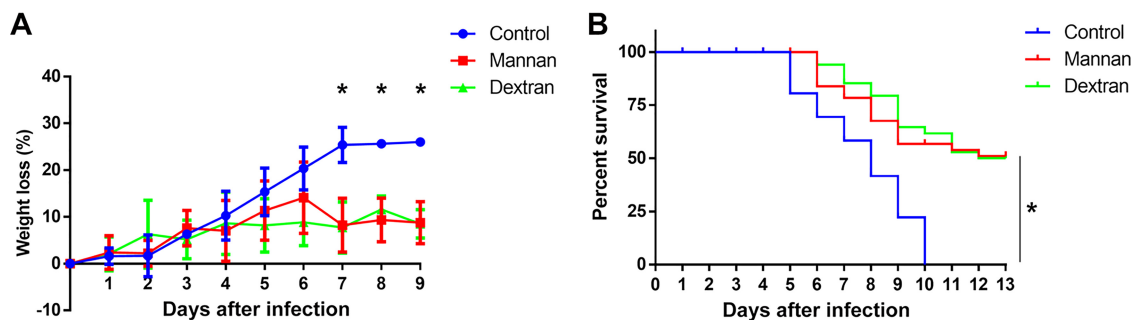 A
Control
Mannan
Dextran
Weight loss (%)
40
30
20
10
0
-10
* * *
1 2 3 4 5 6 7 8 9
Days after infection
B
Control
Mannan
Dextran
Percent survival
100
75
50
25
0
*
0 1 2 3 4 5 6 7 8 9 10 11 12 13
Days after infection